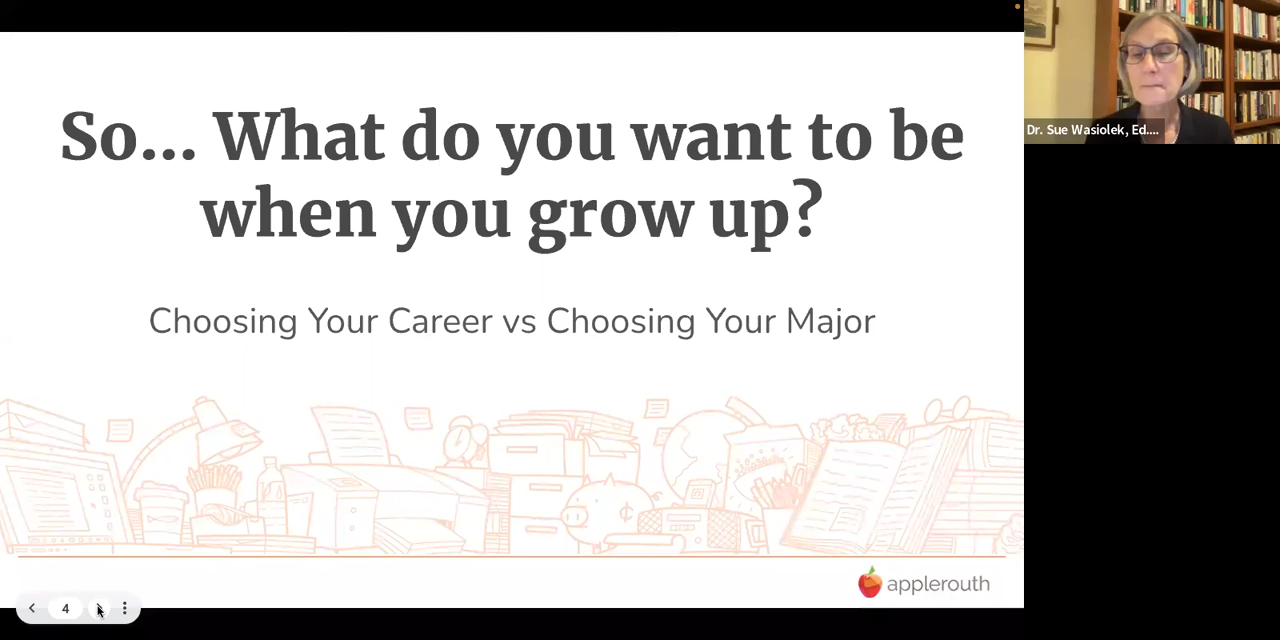 So... What do you want to be
when you grow up?
Choosing Your Career vs Choosing Your Major
applerouth
4
Dr. Sue Wasiolek, Ed....